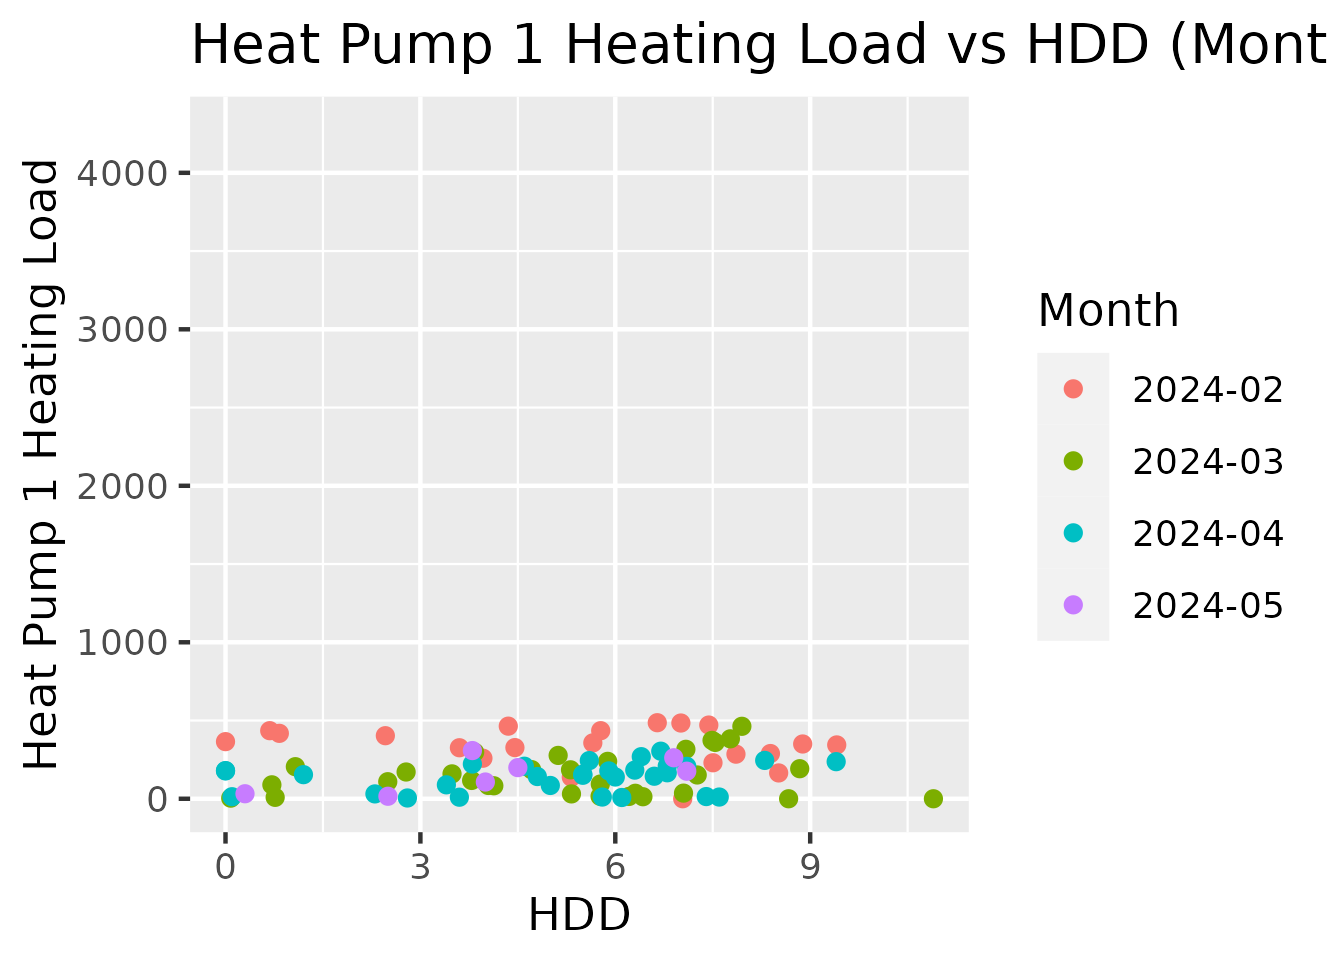 Heat Pump 1 Heating Load vs HDD (Mont
Heat Pump 1 Heating Load
4000
3000
2000
1000
0
0 3 6 9
HDD
Month
2024-02
2024-03
2024-04
2024-05